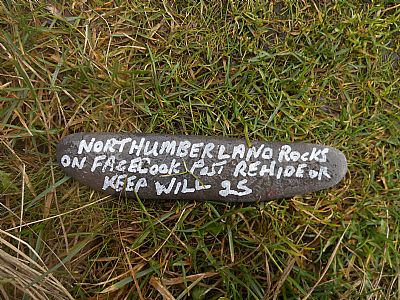 NORTHUMBERLAND ROCKS
ON FACEBOOK POST REHIDE OR
KEEP WILL 25